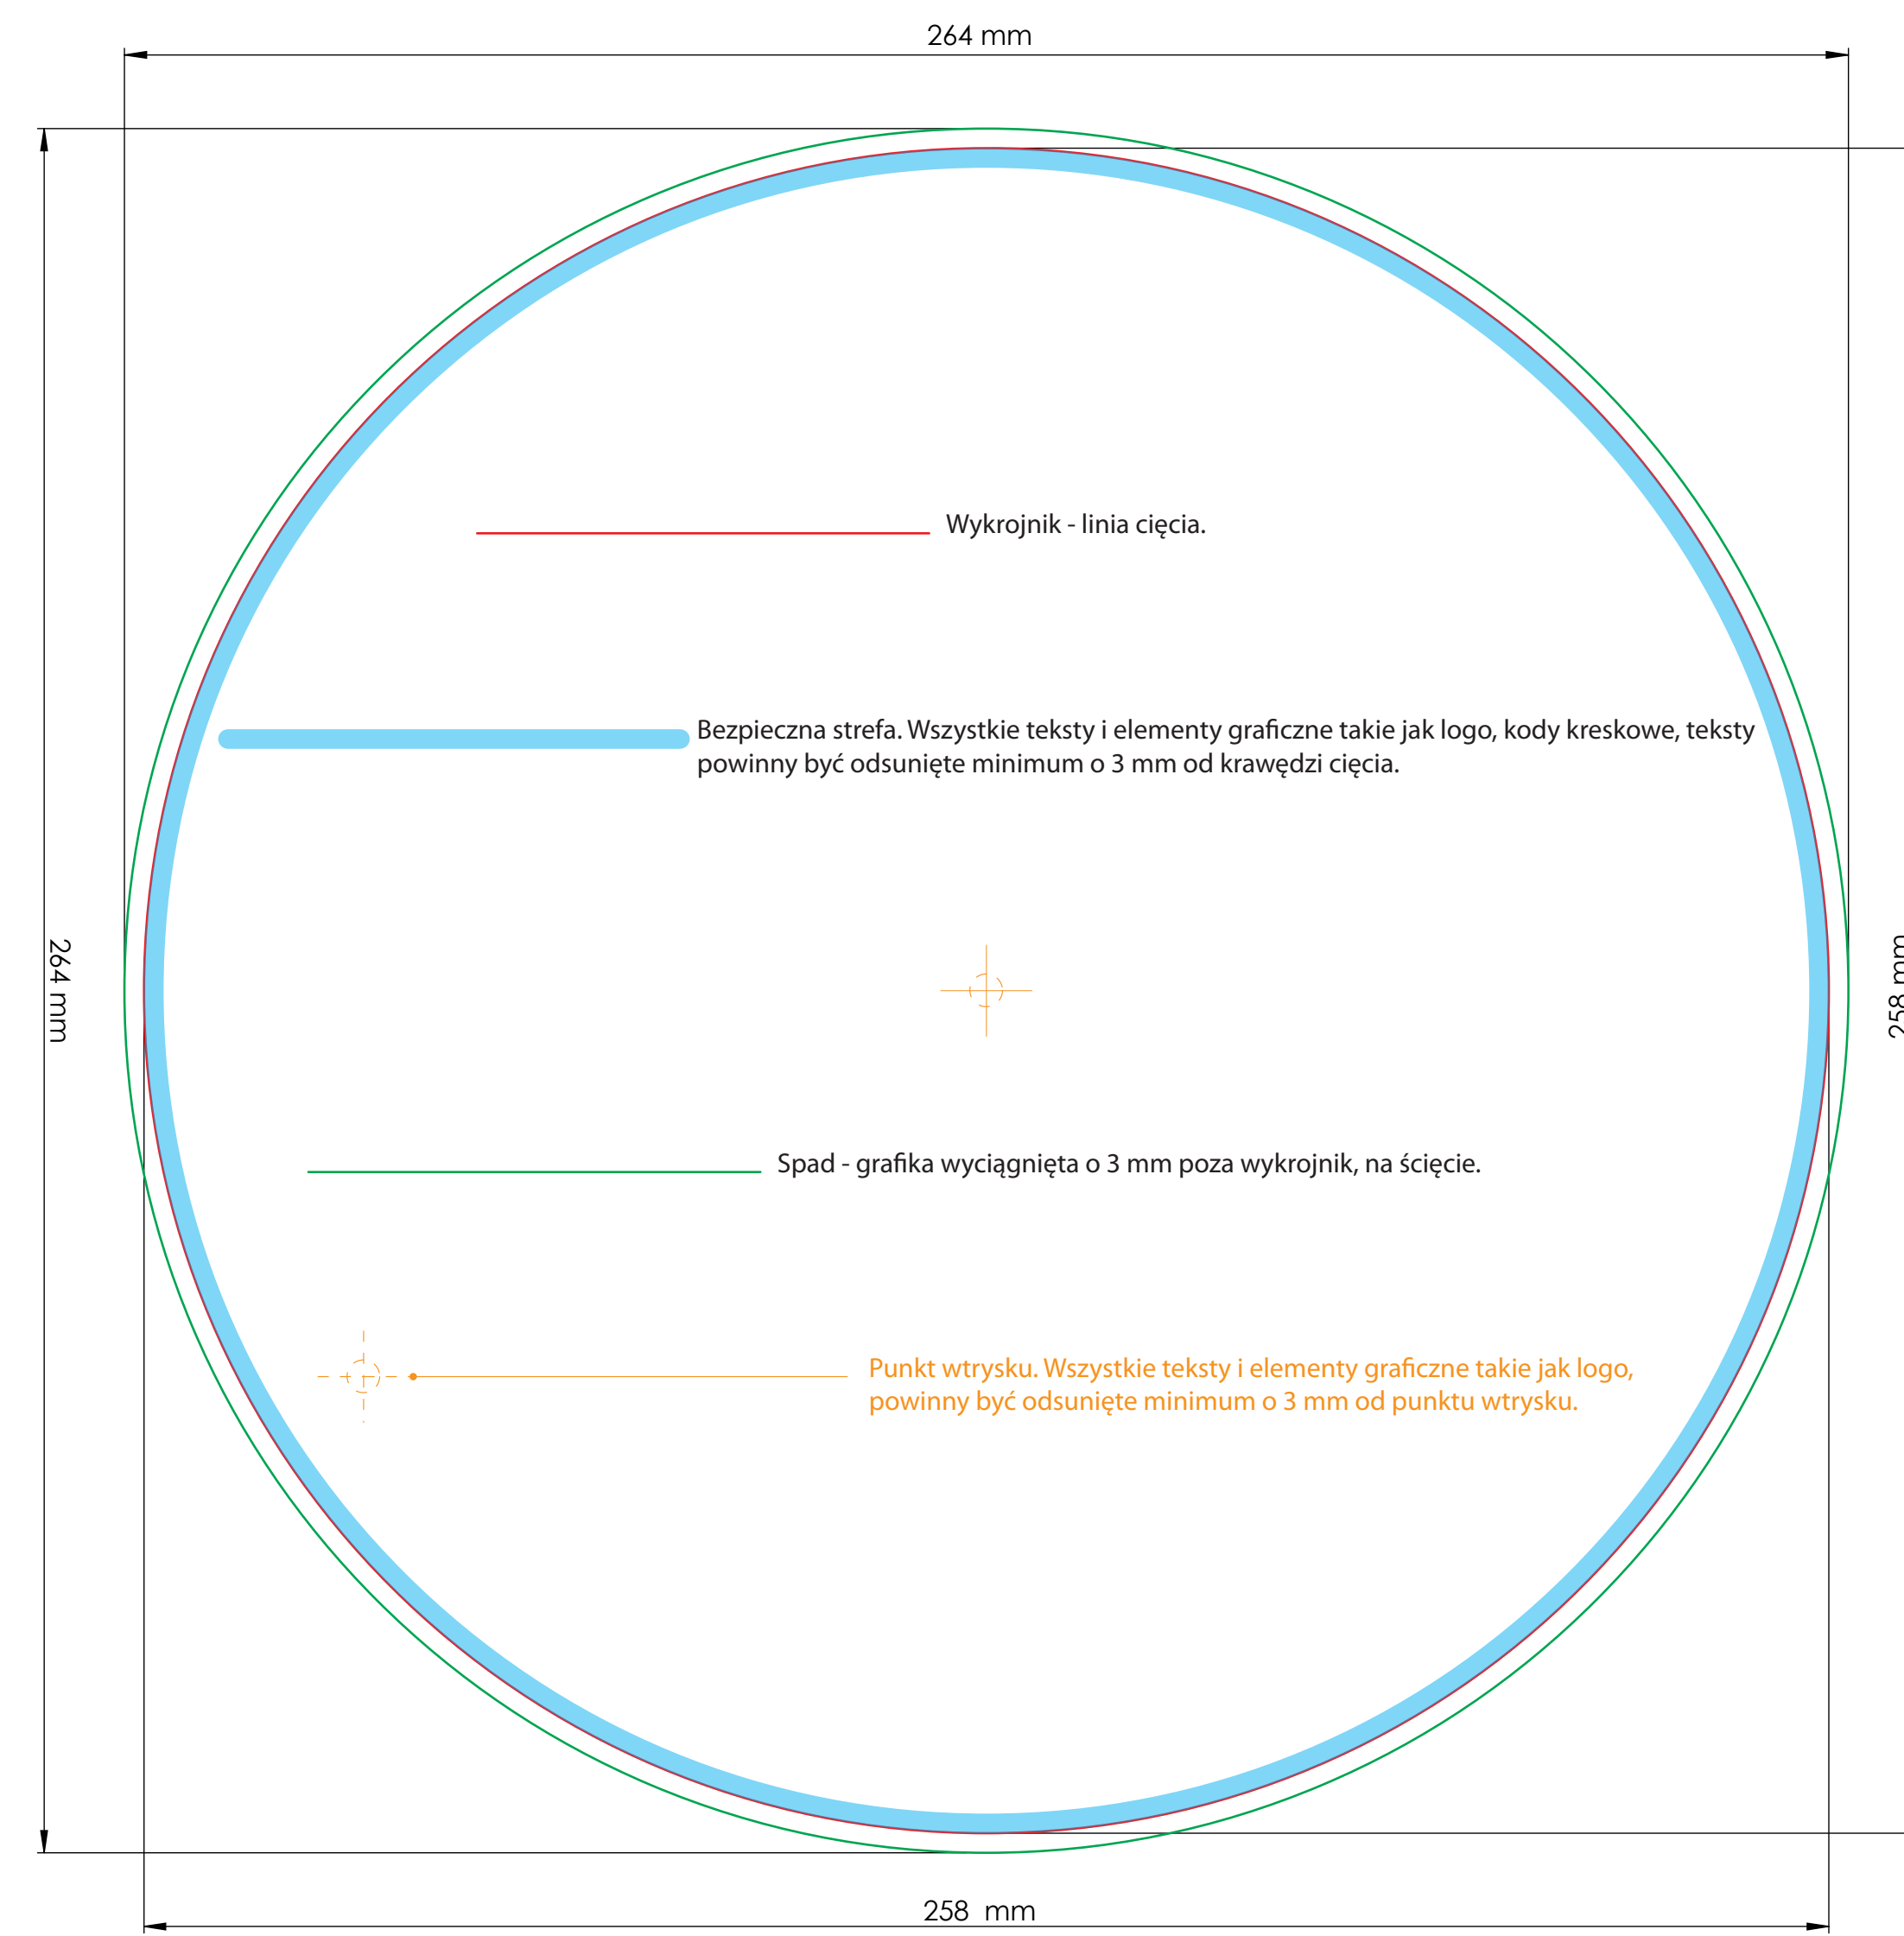 264 mm
Wykrojnik - linia cięcia.
Bezpieczna strefa. Wszystkie teksty i elementy graficzne takie jak logo, kody kreskowe, teksty
powinny być odsunięte minimum o 3 mm od krawędzi cięcia.
264 mm
258 mm
Spad - grafika wyciągnięta o 3 mm poza wykrojnik, na ścięcie.
Punkt wtrysku. Wszystkie teksty i elementy graficzne takie jak logo,
powinny być odsunięte minimum o 3 mm od punktu wtrysku.
258 mm